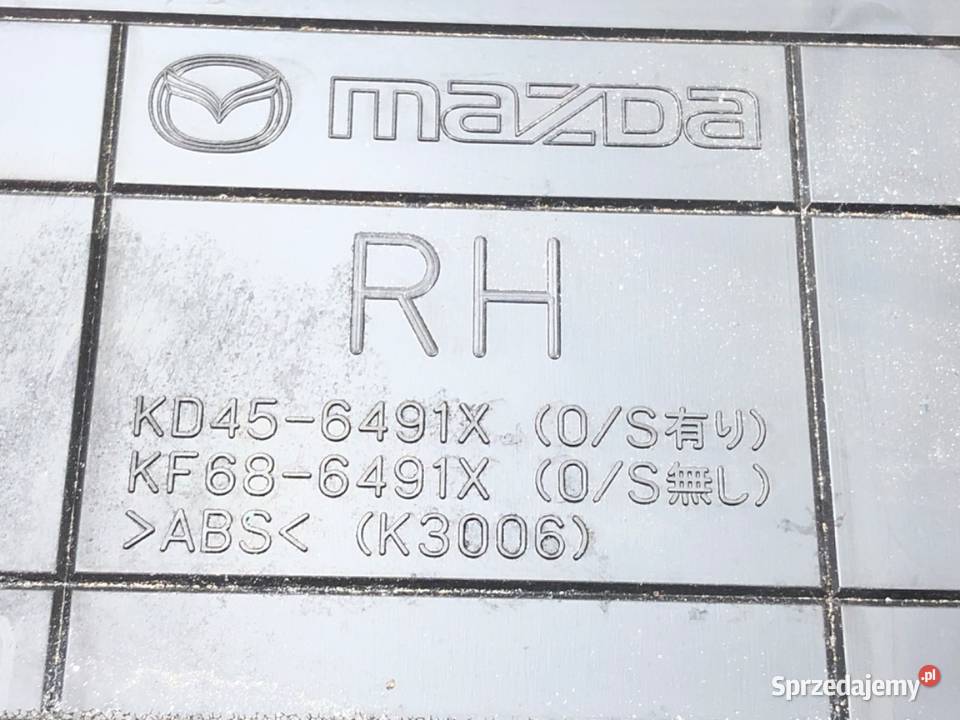 mazDa
RH
KD45-6491X (O/S有り)
KF68-6491X (O/S無し)
>ABS< (K3006)
Sprzedajemy.pl